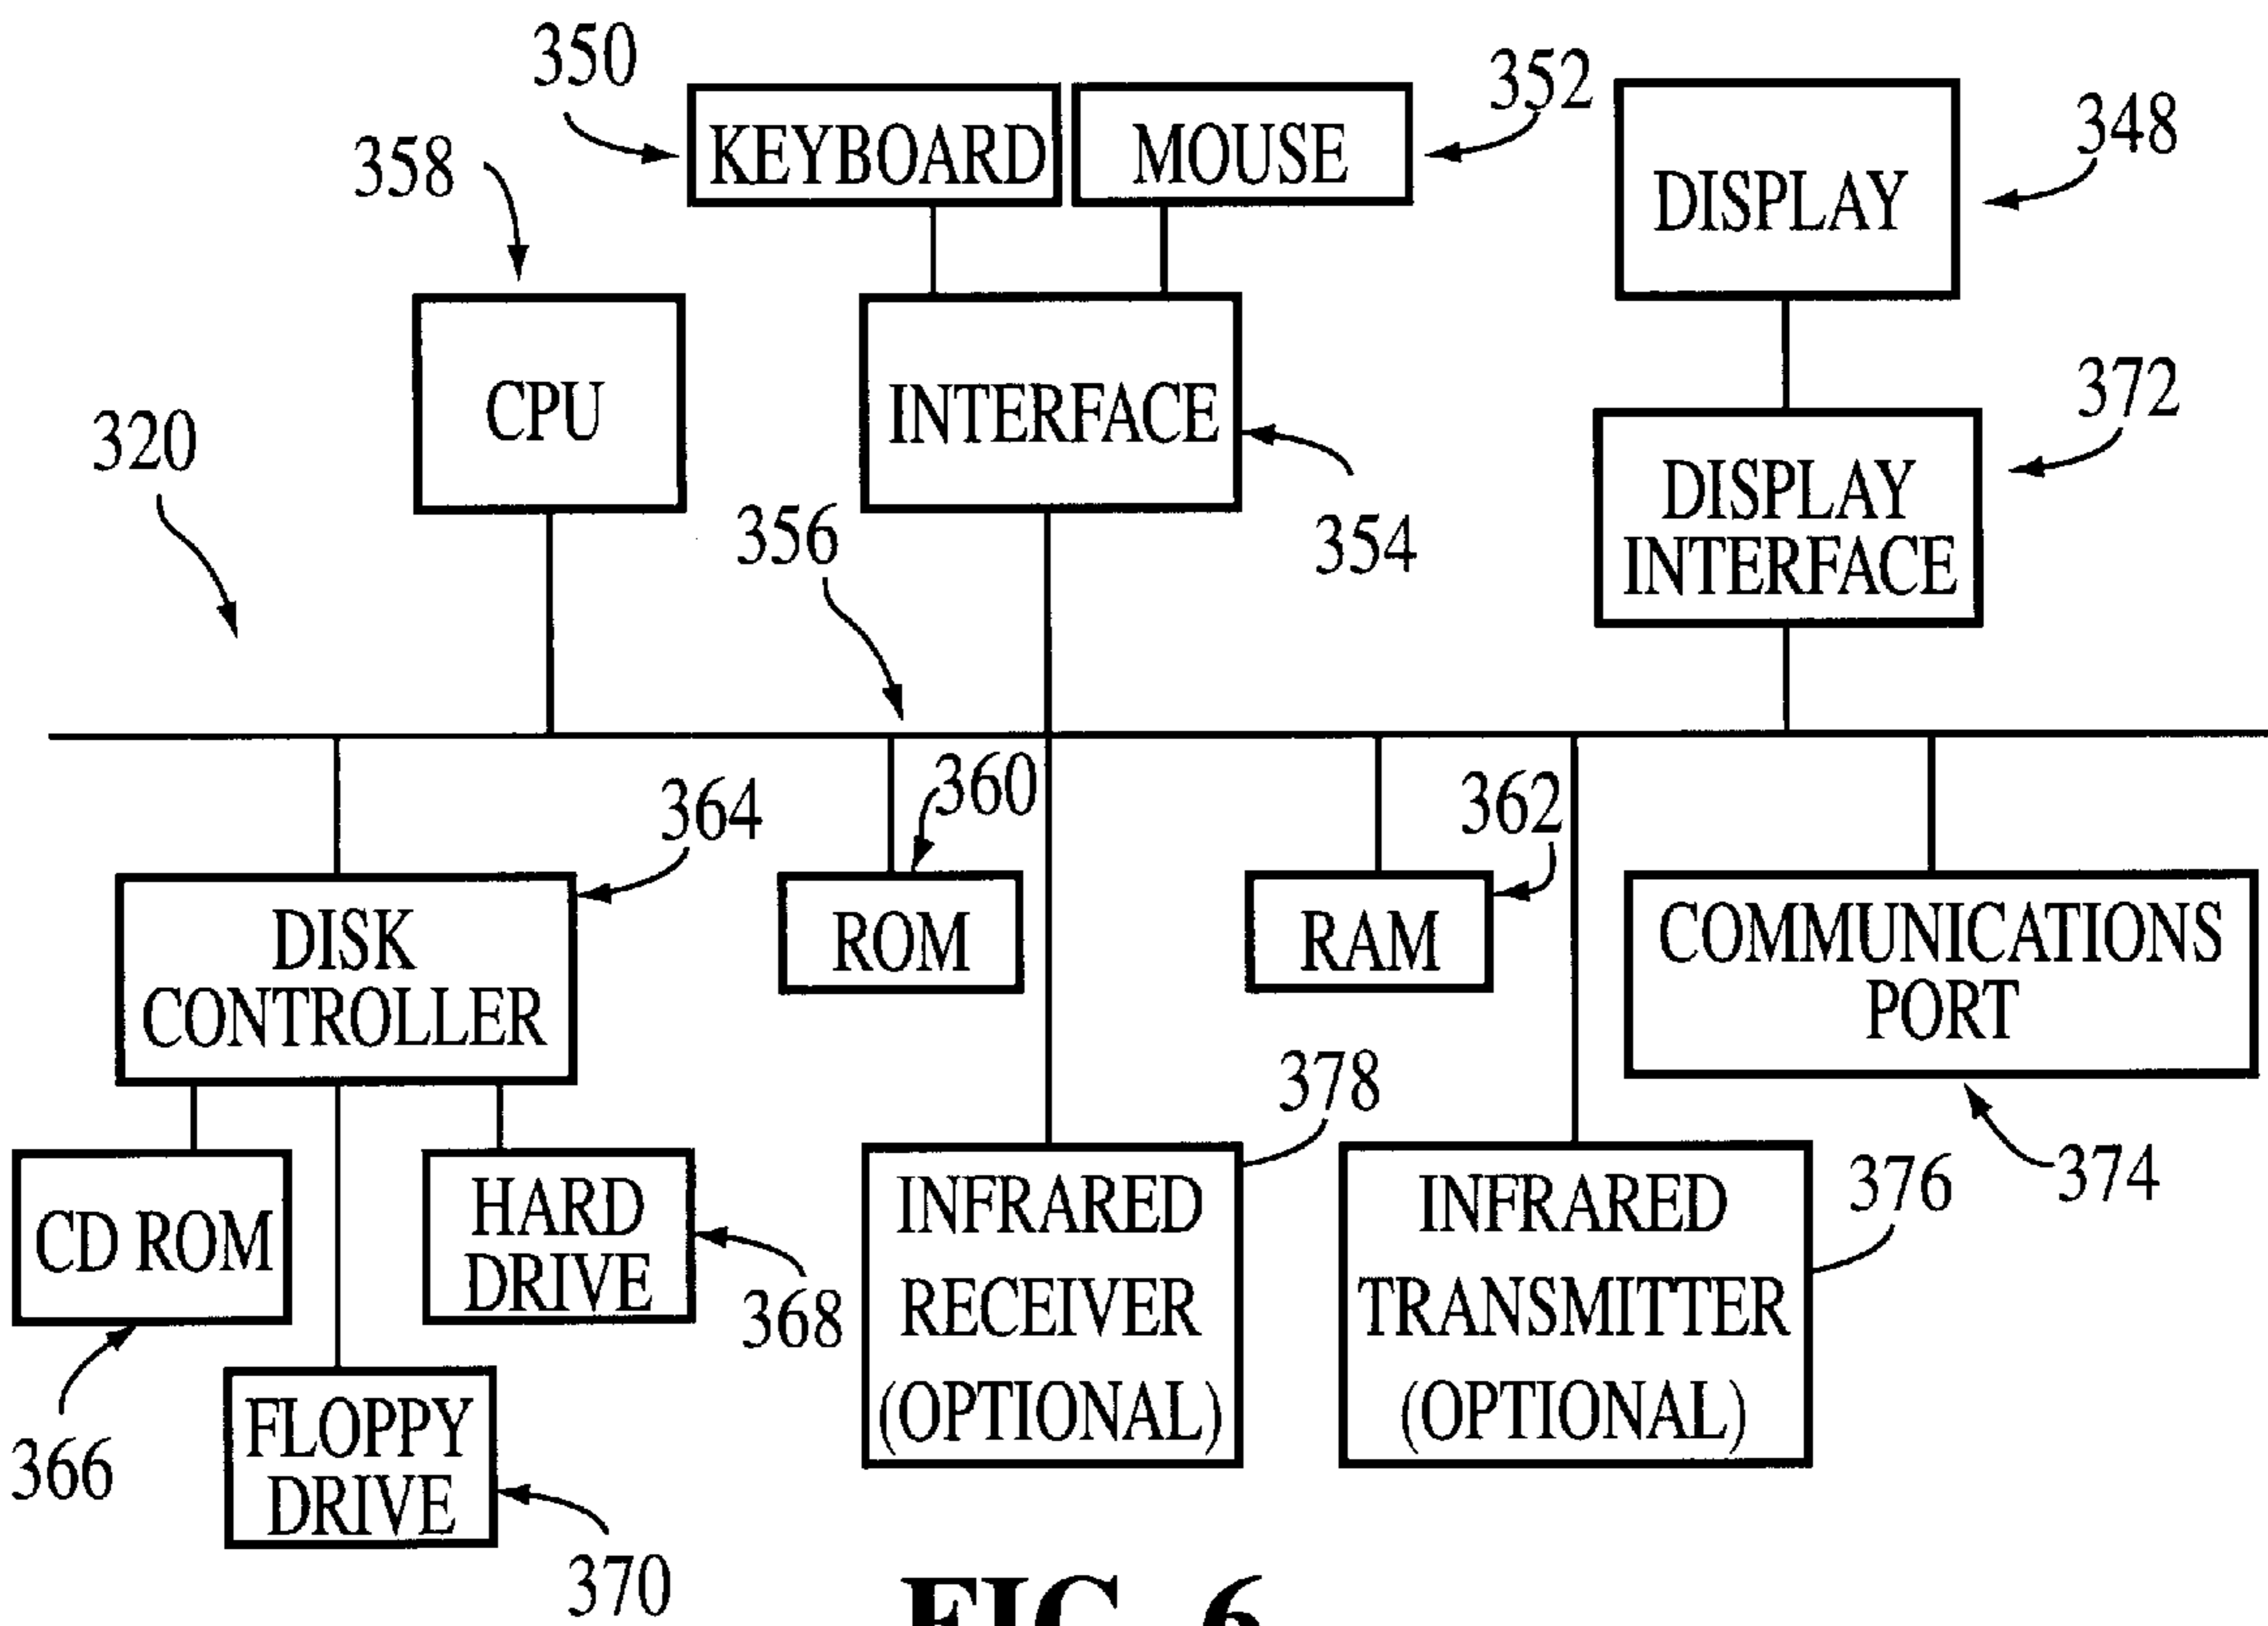 350
KEYBOARD
MOUSE
352
DISPLAY
348
358
CPU
INTERFACE
354
DISPLAY
INTERFACE
372
320
356
364
DISK
CONTROLLER
360
ROM
362
RAM
COMMUNICATIONS
PORT
374
CD ROM
366
HARD
DRIVE
368
FLOPPY
DRIVE
370
378
INFRARED
RECEIVER
(OPTIONAL)
INFRARED
TRANSMITTER
(OPTIONAL)
376
FIG. 6